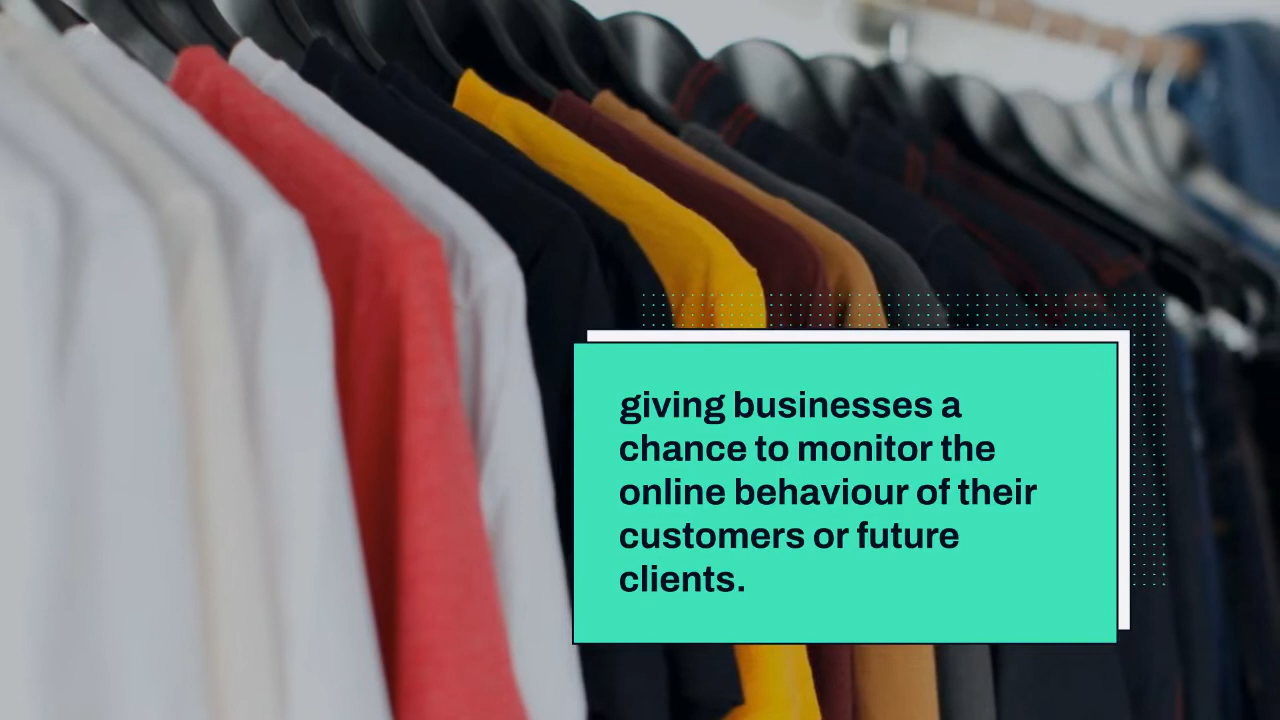 giving businesses a
chance to monitor the
online behaviour of their
customers or future
clients.